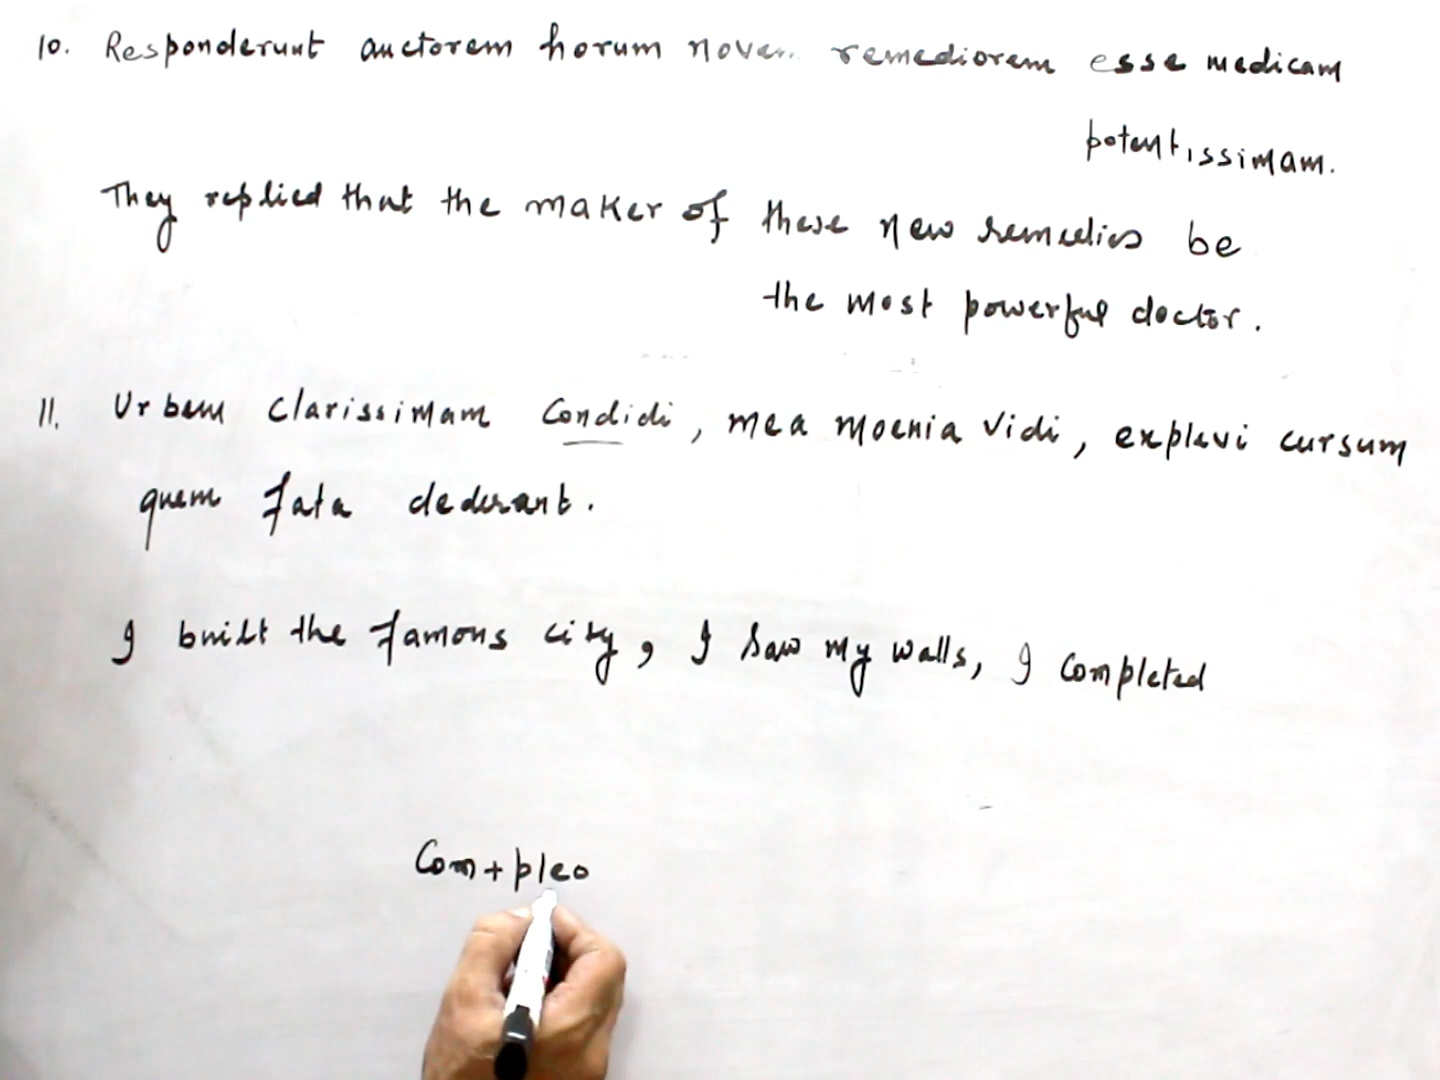 10. Responderunt auctorem horum remediorem esse medicam
potentissimam.
They replied that the maker of these new remedies be
the most powerful doctor.
11. Urbem clarissimam condidi, mea moenia vidi, explevi cursum
quem fata dederant.
I built the famous city, I saw my walls, I completed
Com + pleo